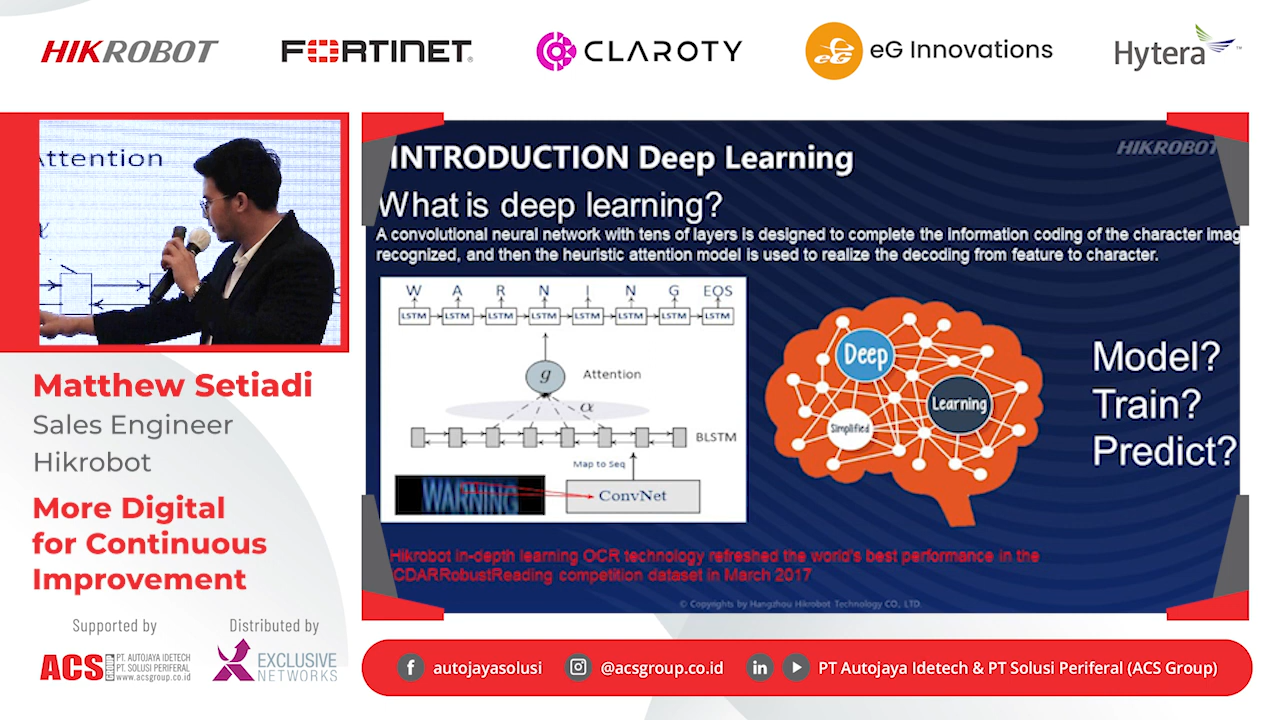 HIKROBOT
FORTINET
CLAROTY
eG Innovations
Hytera
Attention
INTRODUCTION Deep Learning
HIKROBOT
What is deep learning?
A convolutional neural network with tens of layers is designed to complete the information coding of the character imag
recognized, and then the heuristic attention model is used to realize the decoding from feature to character.
W A R N I N G EOS
LSTM LSTM LSTM LSTM LSTM LSTM LSTM LSTM
g Attention
α
BLSTM
Map to Seq
WARNING
ConvNet
Deep
Learning
Simplified
Model?
Train?
Predict?
Hikrobot in-depth learning OCR technology refreshed the world's best performance in the
CDARRobustReading competition dataset in March 2017
© Copyrights by Hangzhou Hikrobot Technology CO., LTD.
Matthew Setiadi
Sales Engineer
Hikrobot
More Digital
for Continuous
Improvement
Supported by
ACS
PT. AUTOJAYA IDETECH
PT. SOLUSI PERIFERAL
www.acsgroup.co.id
Distributed by
EXCLUSIVE
NETWORKS
autojayasolusi
@acsgroup.co.id
PT Autojaya Idetech & PT Solusi Periferal (ACS Group)